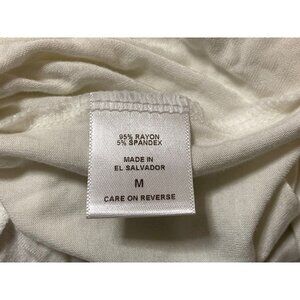 95% RAYON
5% SPANDEX
MADE IN
EL SALVADOR
M
CARE ON REVERSE